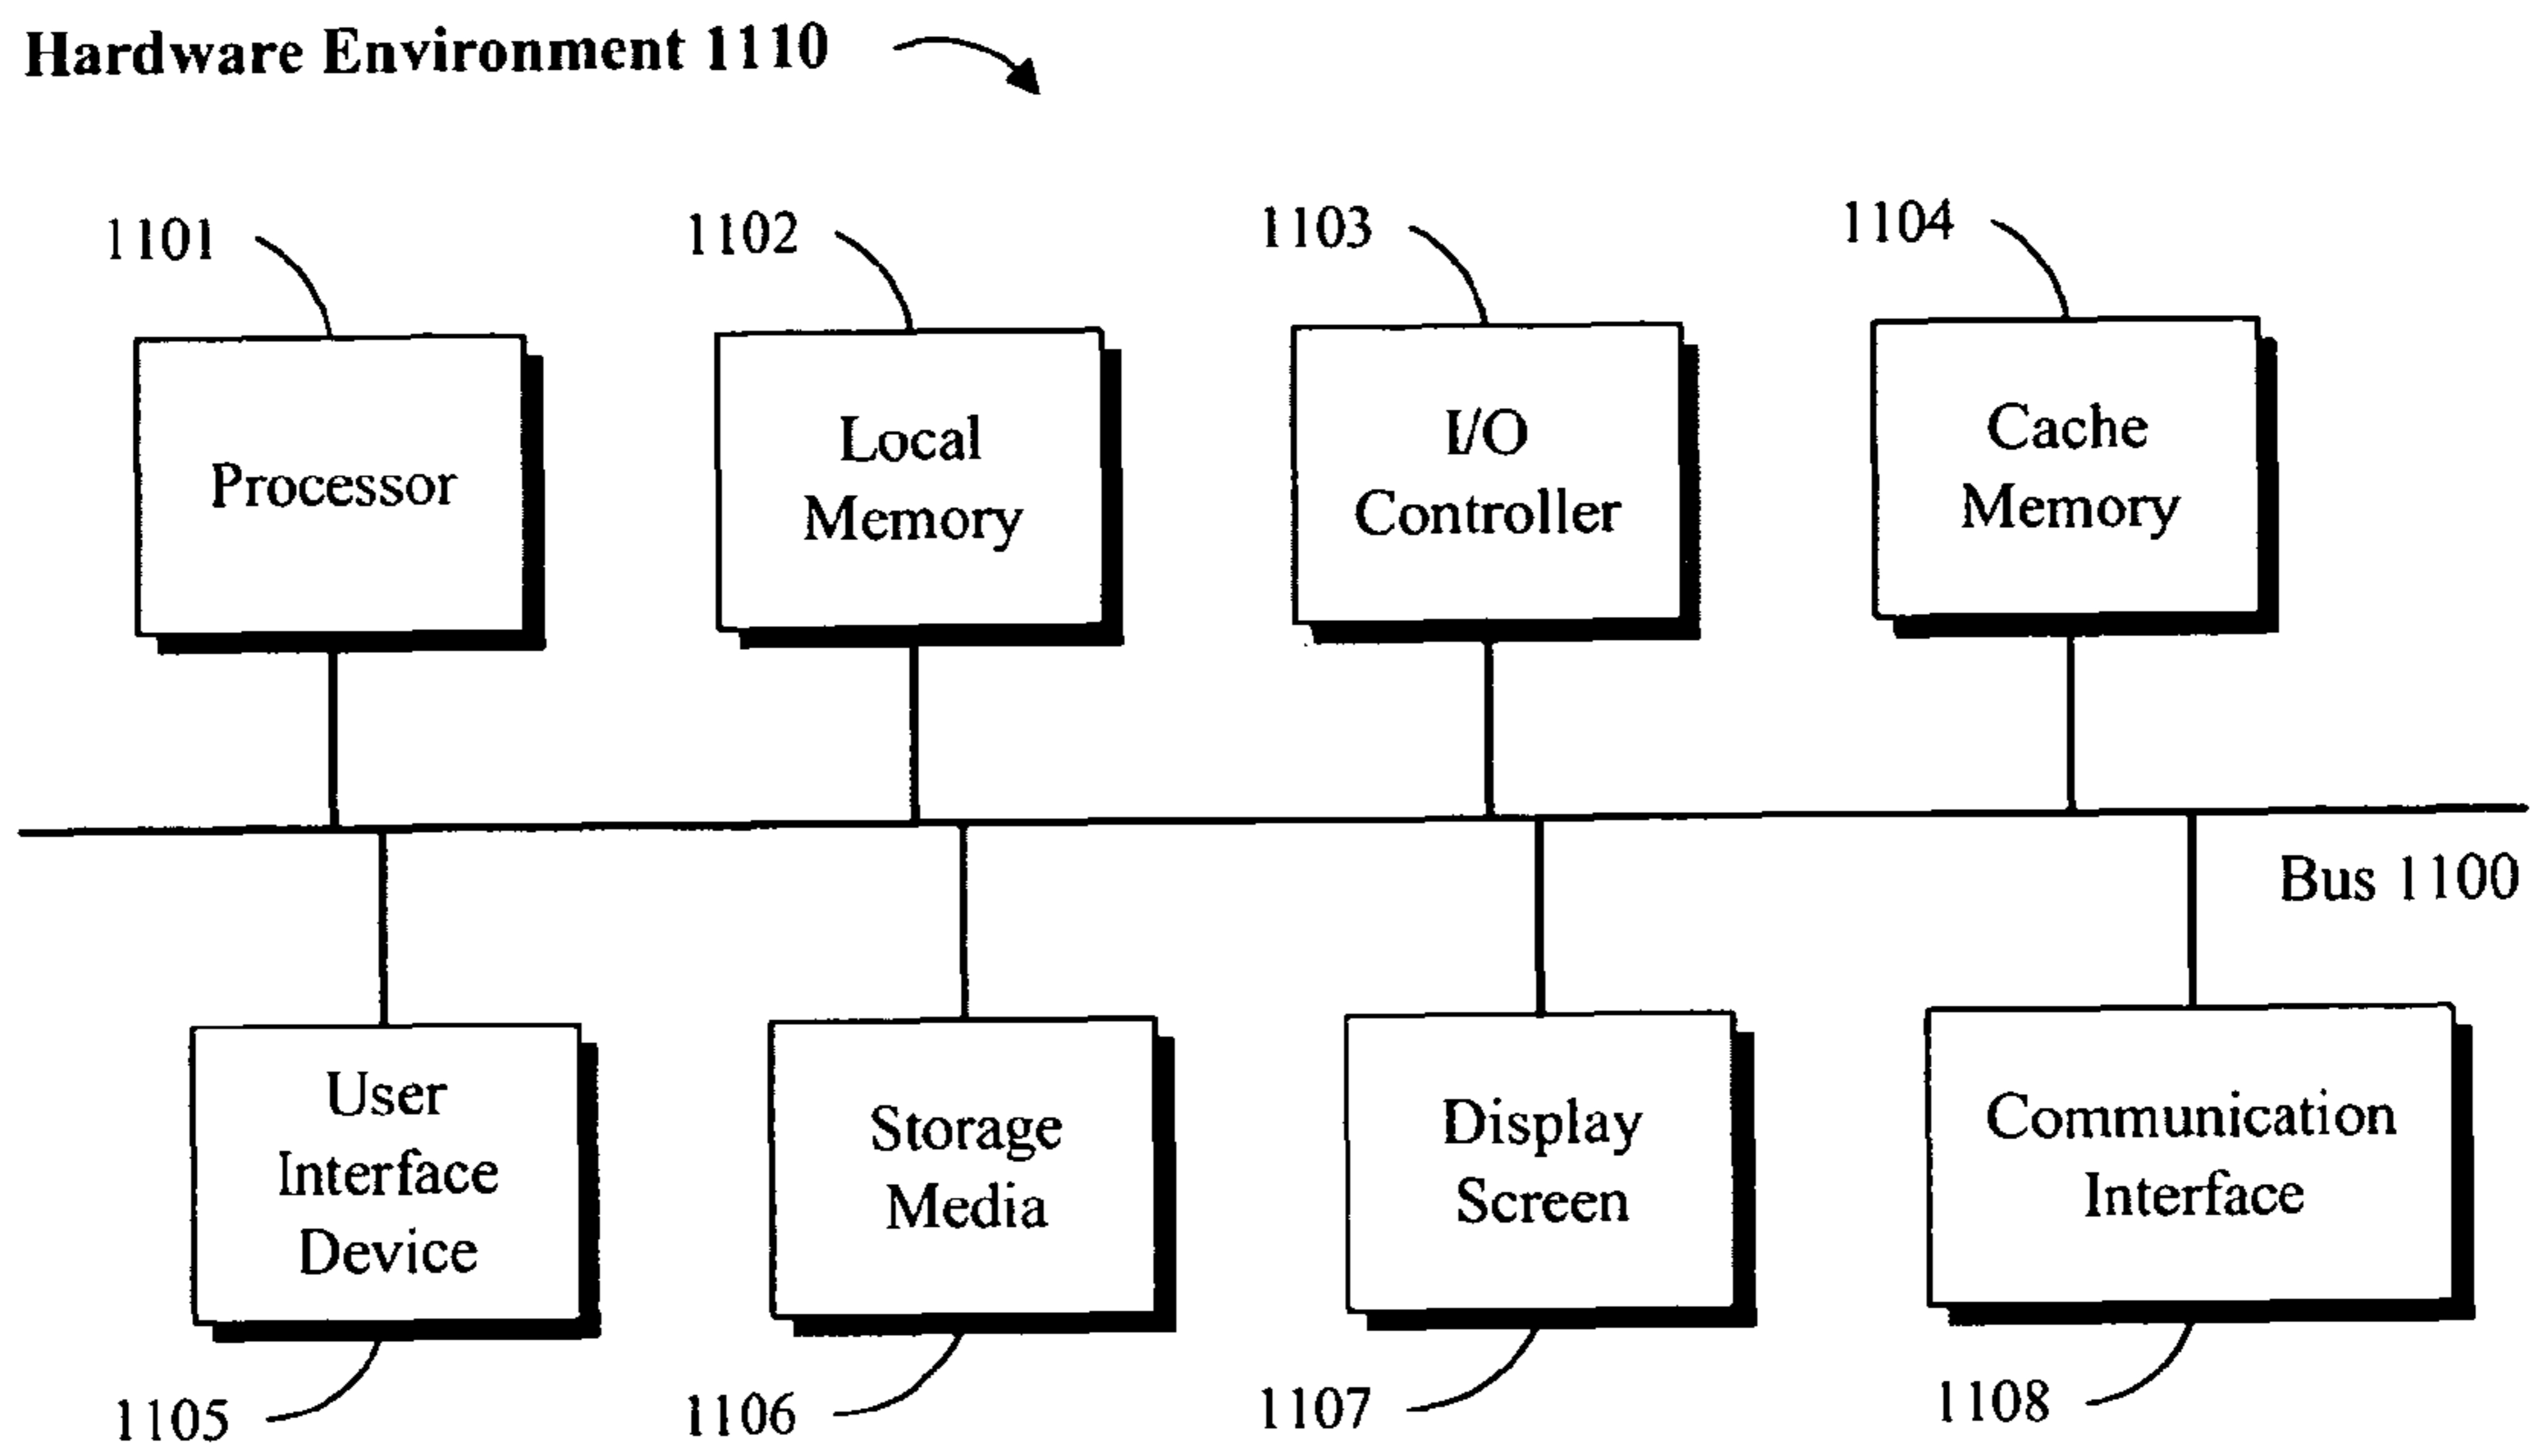 Hardware Environment 1110
1101
1102
1103
1104
Processor
Local
Memory
I/O
Controller
Cache
Memory
Bus 1100
User
Interface
Device
Storage
Media
Display
Screen
Communication
Interface
1105
1106
1107
1108